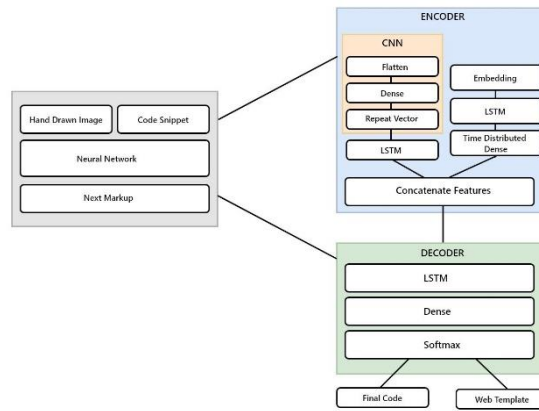 Hand Drawn Image
Code Snippet
Neural Network
Next Markup
ENCODER
CNN
Flatten
Dense
Repeat Vector
LSTM
Embedding
LSTM
Time Distributed
Dense
Concatenate Features
DECODER
LSTM
Dense
Softmax
Final Code
Web Template